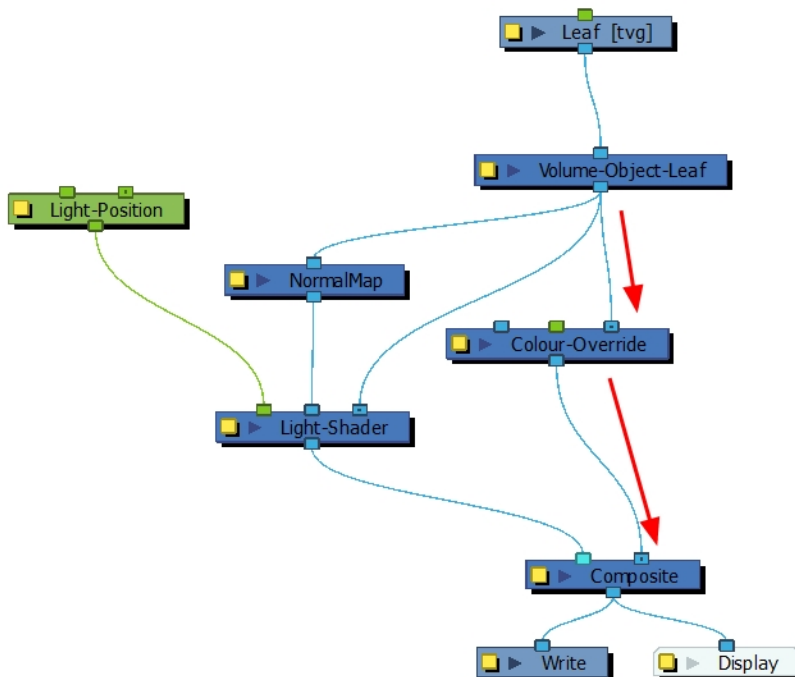 Leaf [tvg]
Volume-Object-Leaf
Light-Position
NormalMap
Colour-Override
Light-Shader
Composite
Write
Display